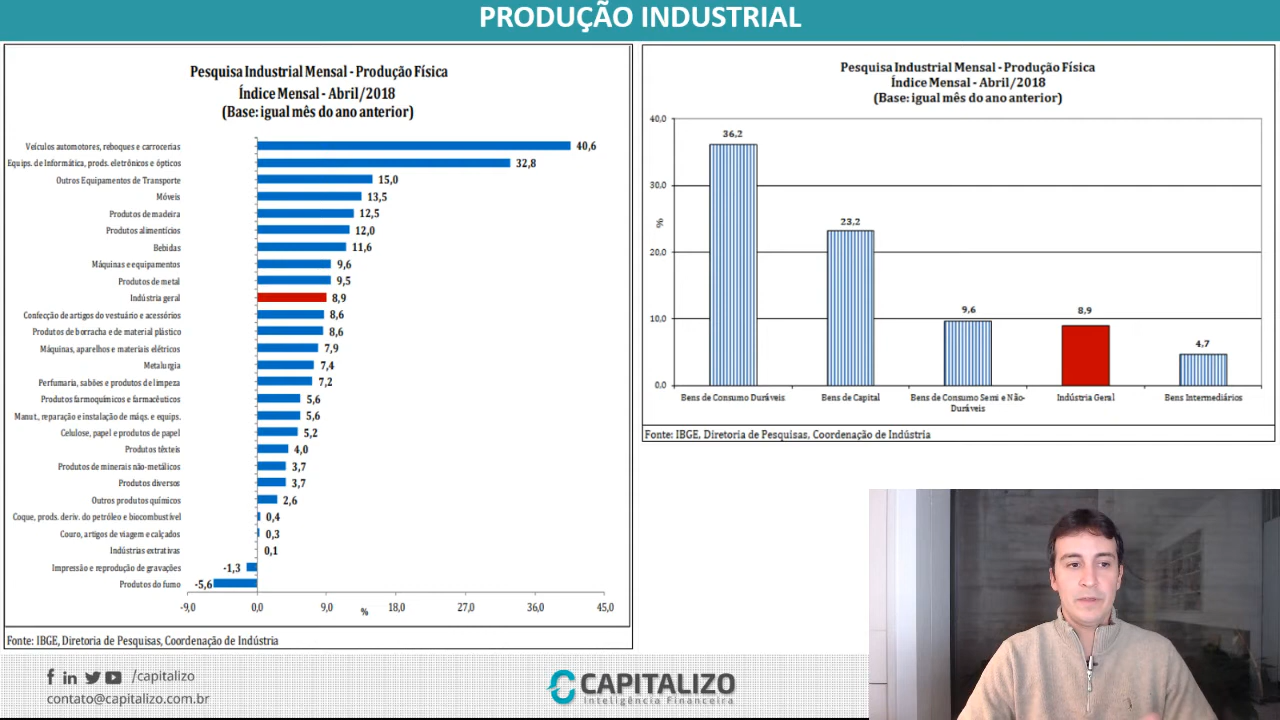 PRODUÇÃO INDUSTRIAL
Pesquisa Industrial Mensal - Produção Física
Índice Mensal - Abril/2018
(Base: igual mês do ano anterior)
Veículos automotores, reboques e carrocerias 40,6
Equips. de Informática, prods. eletrônicos e ópticos 32,8
Outros Equipamentos de Transporte 15,0
Móveis 13,5
Produtos de madeira 12,5
Produtos alimentícios 12,0
Bebidas 11,6
Máquinas e equipamentos 9,6
Produtos de metal 9,5
Indústria geral 8,9
Confecção de artigos do vestuário e acessórios 8,6
Produtos de borracha e de material plástico 8,6
Máquinas, aparelhos e materiais elétricos 7,9
Metalurgia 7,4
Perfumaria, sabões e produtos de limpeza 7,2
Produtos farmoquímicos e farmacêuticos 5,6
Manut., reparação e instalação de máqs. e equips. 5,6
Celulose, papel e produtos de papel 5,2
Produtos têxteis 4,0
Produtos de minerais não-metálicos 3,7
Produtos diversos 3,7
Outros produtos químicos 2,6
Coque, prods. deriv. do petróleo e biocombustível 0,4
Couro, artigos de viagem e calçados 0,3
Indústrias extrativas 0,1
Impressão e reprodução de gravações -1,3
Produtos do fumo -5,6
-9,0 0,0 9,0 18,0 27,0 36,0 45,0
%
Fonte: IBGE, Diretoria de Pesquisas, Coordenação de Indústria
Pesquisa Industrial Mensal - Produção Física
Índice Mensal - Abril/2018
(Base: igual mês do ano anterior)
40,0
30,0
%
20,0
10,0
0,0
36,2
23,2
9,6
8,9
4,7
Bens de Consumo Duráveis
Bens de Capital
Bens de Consumo Semi e Não-
Duráveis
Indústria Geral
Bens Intermediários
Fonte: IBGE, Diretoria de Pesquisas, Coordenação de Indústria
/capitalizo
contato@capitalizo.com.br
CAPITALIZO
Inteligência Financeira